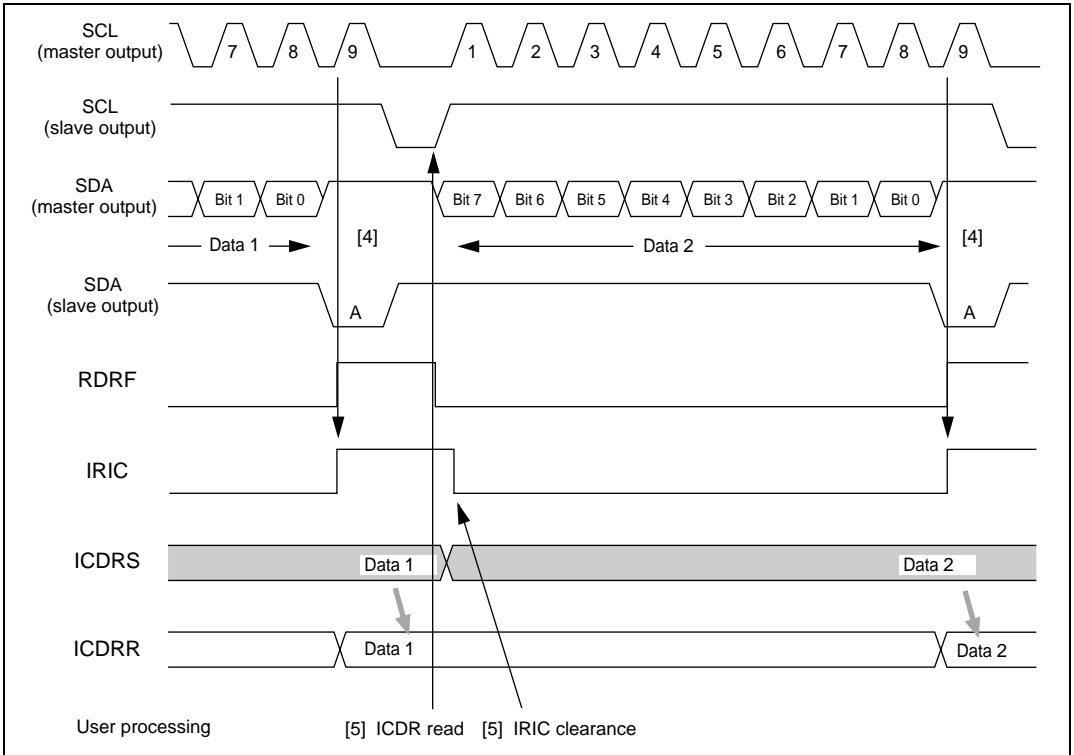 SCL
(master output)
7 8 9 1 2 3 4 5 6 7 8 9
SCL
(slave output)
SDA
(master output)
Bit 1 Bit 0 Bit 7 Bit 6 Bit 5 Bit 4 Bit 3 Bit 2 Bit 1 Bit 0
Data 1 [4] Data 2 [4]
SDA
(slave output)
A A
RDRF
IRIC
ICDRS
Data 1 Data 2
ICDRR
Data 1 Data 2
User processing [5] ICDR read [5] IRIC clearance